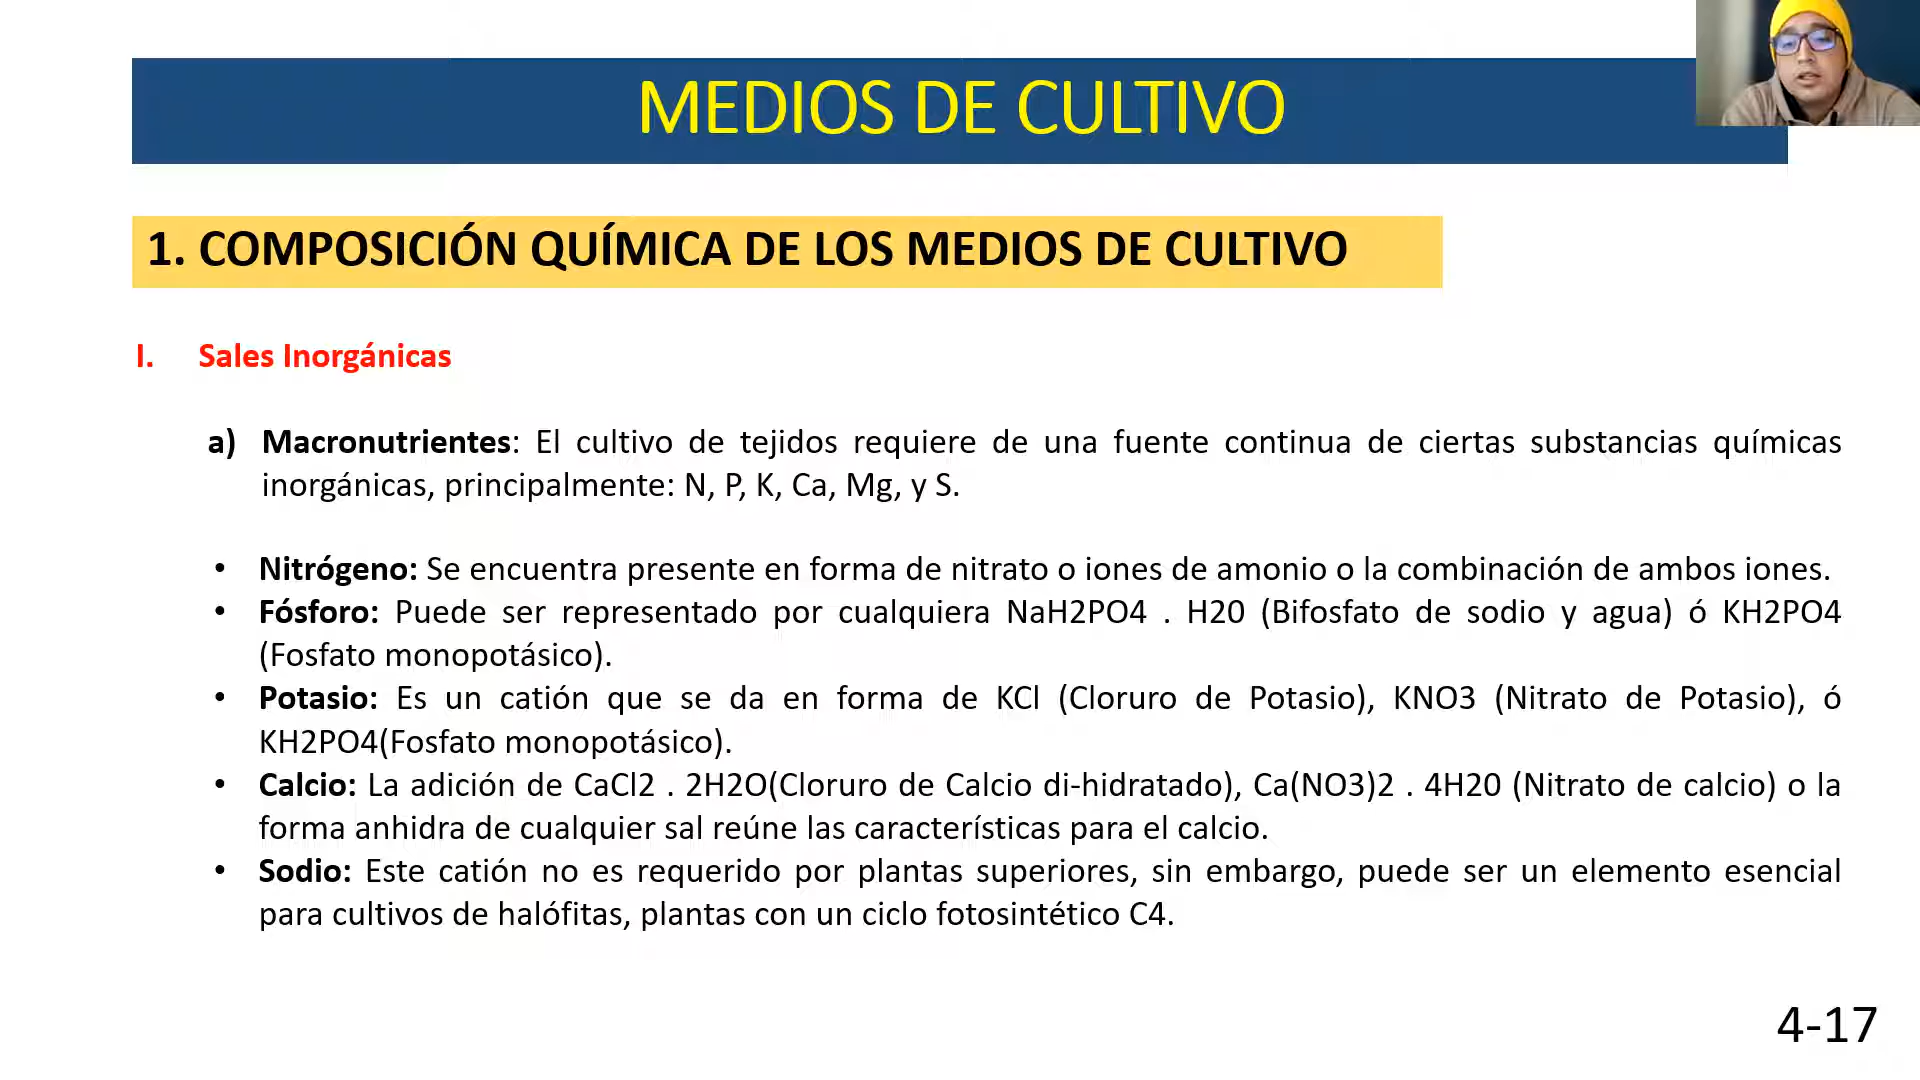 MEDIOS DE CULTIVO
1. COMPOSICIÓN QUÍMICA DE LOS MEDIOS DE CULTIVO
I. Sales Inorgánicas
a) Macronutrientes: El cultivo de tejidos requiere de una fuente continua de ciertas substancias químicas
inorgánicas, principalmente: N, P, K, Ca, Mg, y S.
• Nitrógeno: Se encuentra presente en forma de nitrato o iones de amonio o la combinación de ambos iones.
• Fósforo: Puede ser representado por cualquiera NaH2PO4 . H20 (Bifosfato de sodio y agua) ó KH2PO4
(Fosfato monopotásico).
• Potasio: Es un catión que se da en forma de KCl (Cloruro de Potasio), KNO3 (Nitrato de Potasio), ó
KH2PO4(Fosfato monopotásico).
• Calcio: La adición de CaCl2 . 2H2O(Cloruro de Calcio di-hidratado), Ca(NO3)2 . 4H20 (Nitrato de calcio) o la
forma anhidra de cualquier sal reúne las características para el calcio.
• Sodio: Este catión no es requerido por plantas superiores, sin embargo, puede ser un elemento esencial
para cultivos de halófitas, plantas con un ciclo fotosintético C4.
4-17